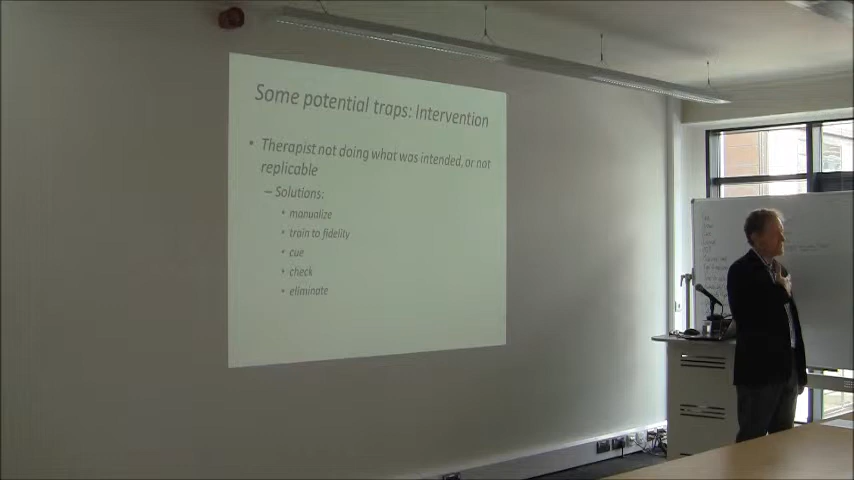 Some potential traps: Intervention
• Therapist not doing what was intended, or not
replicable
– Solutions:
• manualize
• train to fidelity
• cue
• check
• eliminate